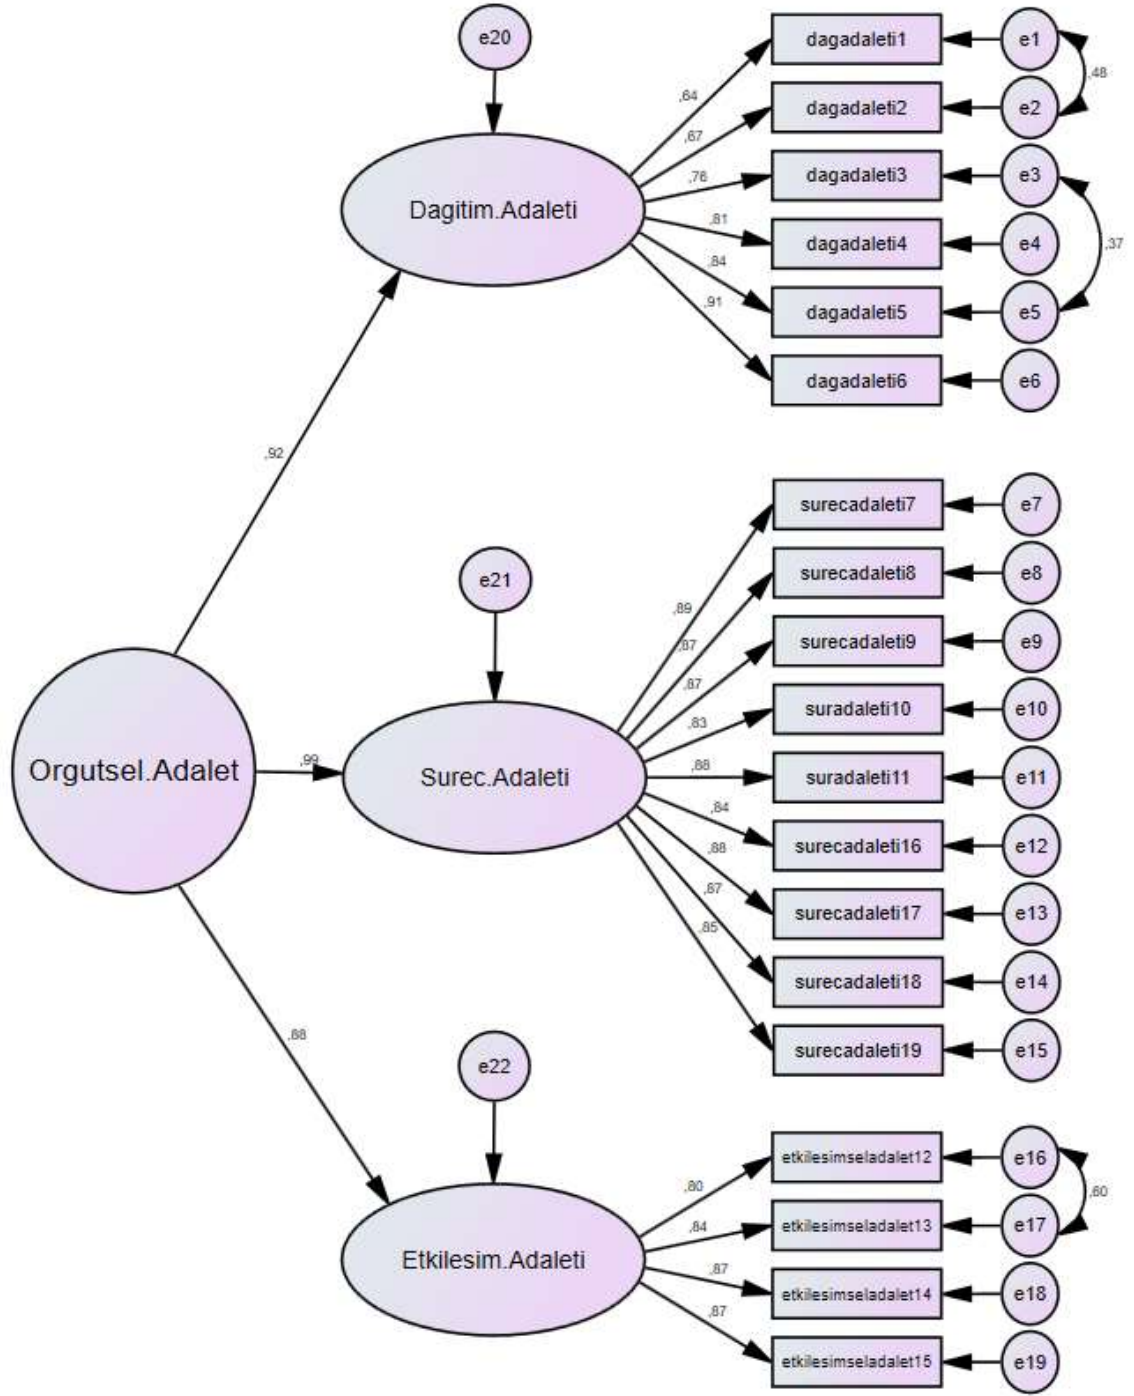 e20
dagadaleti1
e1
,64
,48
dagadaleti2
e2
,67
dagadaleti3
e3
,76
Dagitim.Adaleti
,81
dagadaleti4
e4
,37
,84
dagadaleti5
e5
,91
dagadaleti6
e6
,92
surecadaleti7
e7
e21
surecadaleti8
e8
,89
,87
surecadaleti9
e9
,87
suradaleti10
e10
,83
Orgutsel.Adalet
,99
Surec.Adaleti
,88
suradaleti11
e11
,84
surecadaleti16
e12
,88
,87
surecadaleti17
e13
,85
surecadaleti18
e14
,88
surecadaleti19
e15
e22
etkilesimseladalet12
e16
,80
,60
,84
etkilesimseladalet13
e17
Etkilesim.Adaleti
,87
etkilesimseladalet14
e18
,87
etkilesimseladalet15
e19